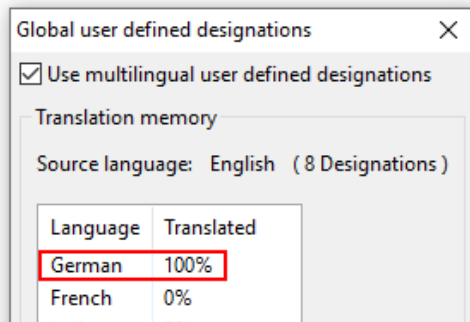 Global user defined designations
Use multilingual user defined designations
Translation memory
Source language: English ( 8 Designations )
Language Translated
German 100%
French 0%